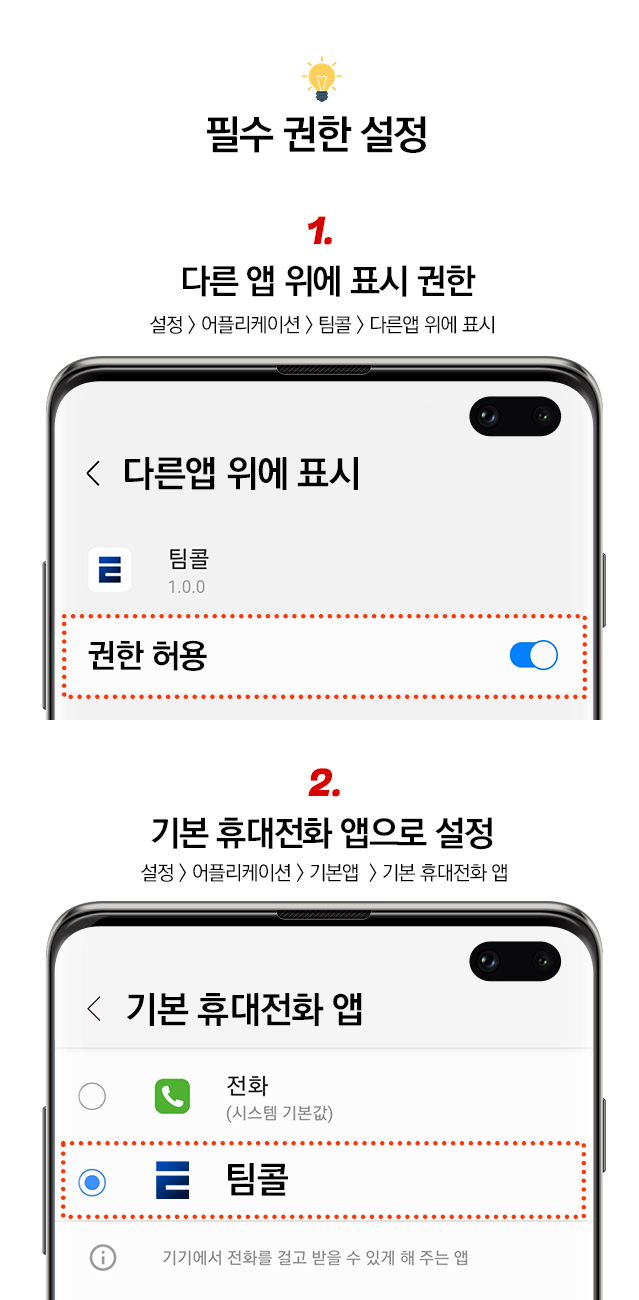 필수 권한 설정
1.
다른 앱 위에 표시 권한
설정 〉 어플리케이션 〉 팀콜 〉 다른앱 위에 표시
다른앱 위에 표시
팀콜
1.0.0
권한 허용
2.
기본 휴대전화 앱으로 설정
설정 〉 어플리케이션 〉 기본앱 〉 기본 휴대전화 앱
기본 휴대전화 앱
전화
(시스템 기본값)
팀콜
기기에서 전화를 걸고 받을 수 있게 해 주는 앱